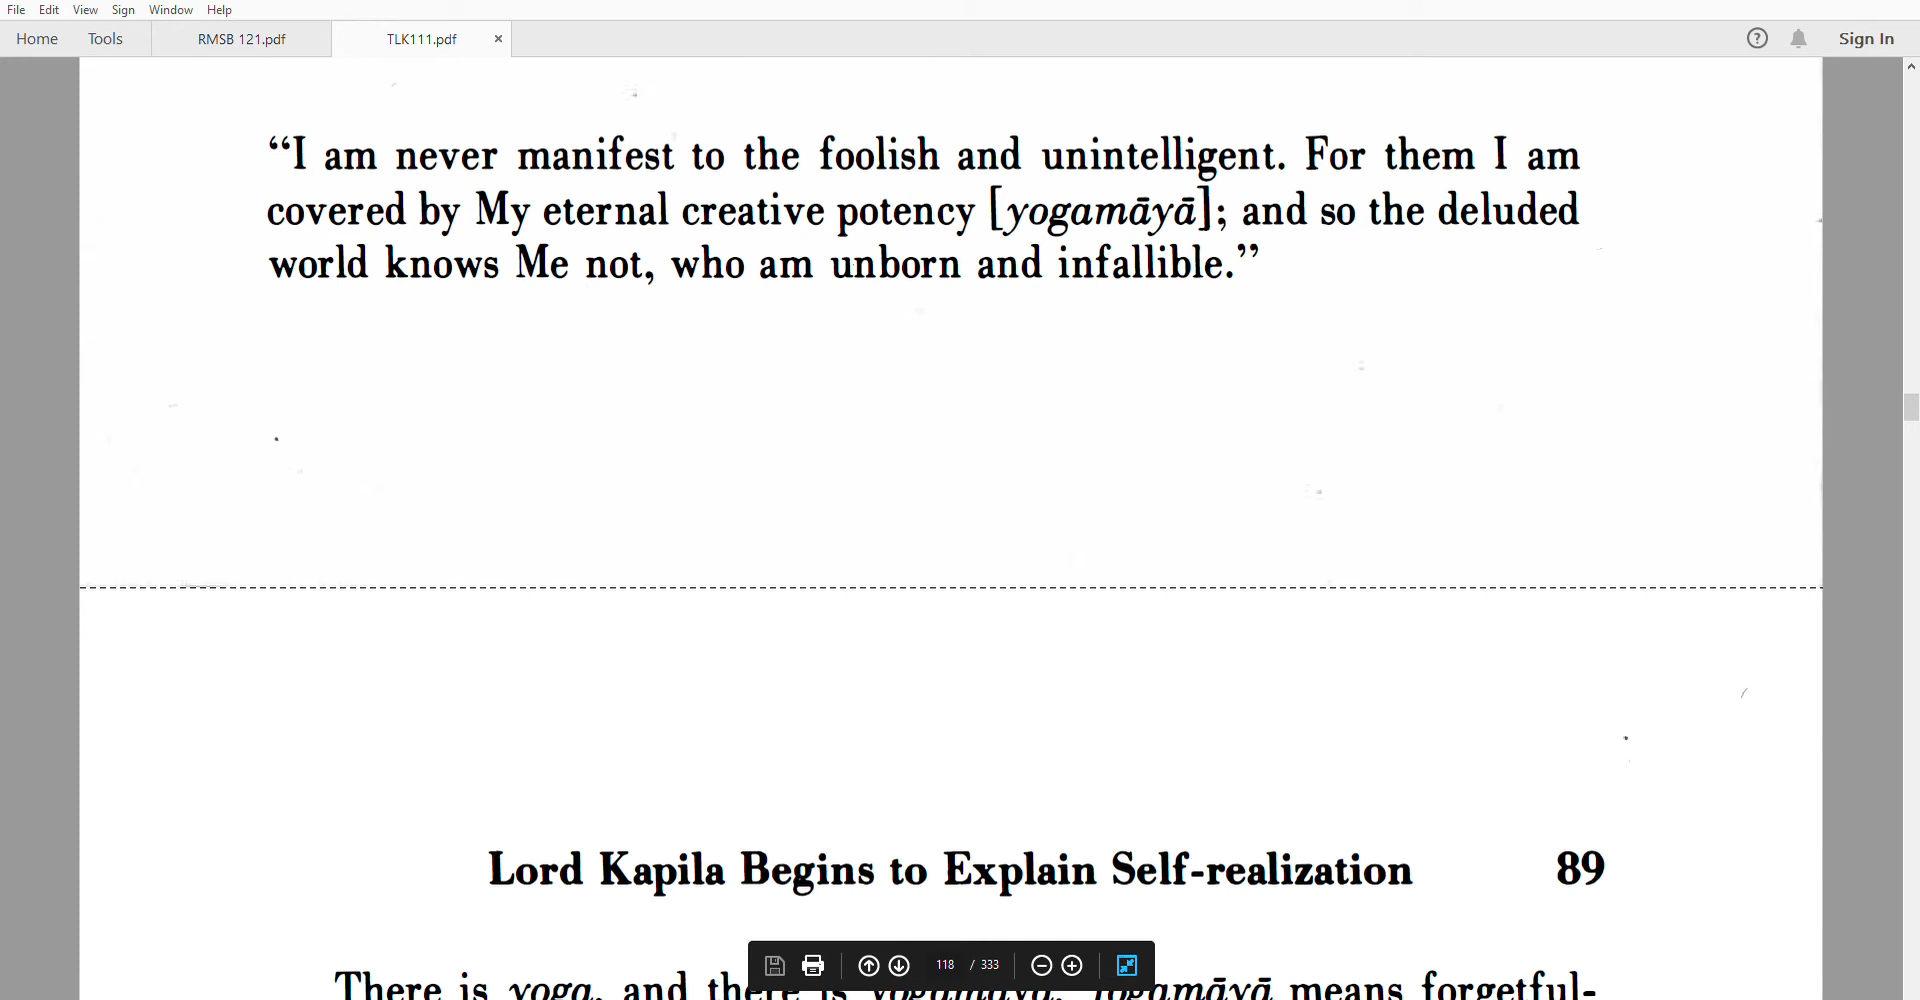 File Edit View Sign Window Help
Home Tools RMSB 121.pdf TLK111.pdf × ? Sign In
“I am never manifest to the foolish and unintelligent. For them I am
covered by My eternal creative potency [yogamāyā]; and so the deluded
world knows Me not, who am unborn and infallible.”
Lord Kapila Begins to Explain Self-realization 89
There is yoga, and there is yogamāyā. Yogamāyā means forgetful-
118 / 333